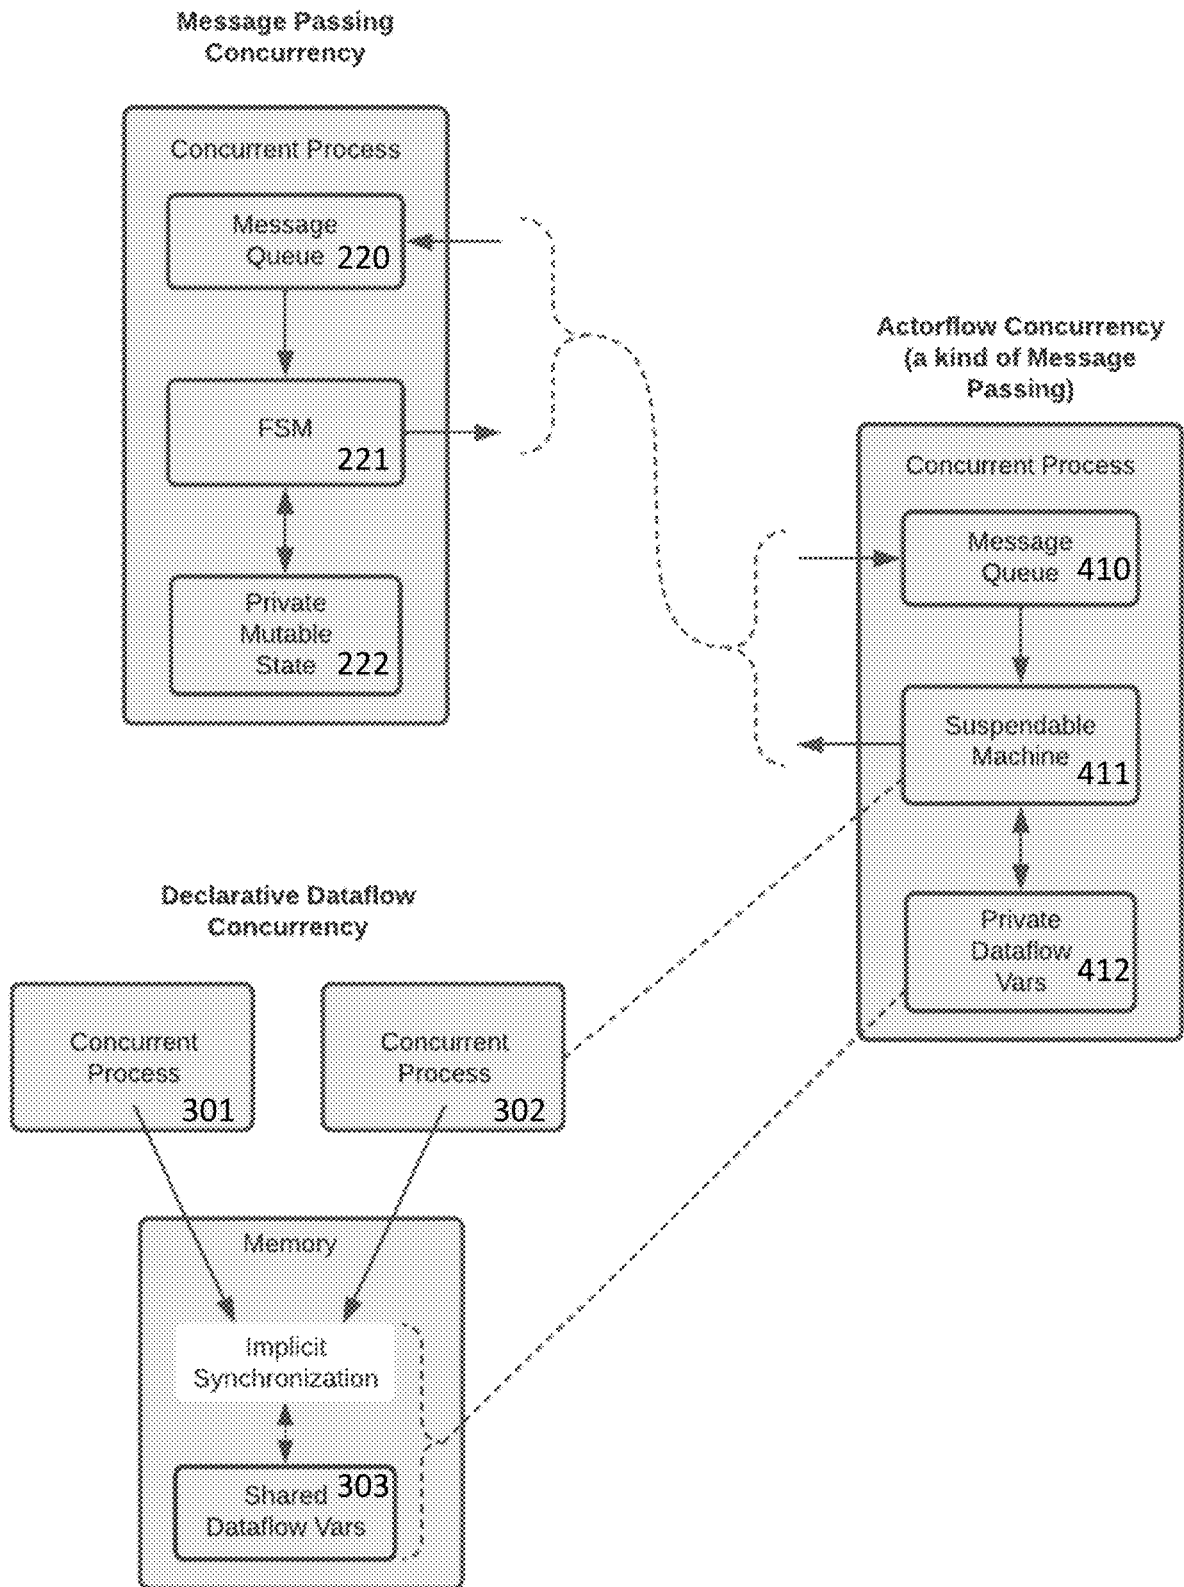 Message Passing
Concurrency
Concurrent Process
Message
Queue 220
FSM
221
Private
Mutable
State 222
Actorflow Concurrency
(a kind of Message
Passing)
Concurrent Process
Message
Queue 410
Suspendable
Machine 411
Private
Dataflow
Vars 412
Declarative Dataflow
Concurrency
Concurrent
Process
301
Concurrent
Process
302
Memory
Implicit
Synchronization
Shared 303
Dataflow Vars